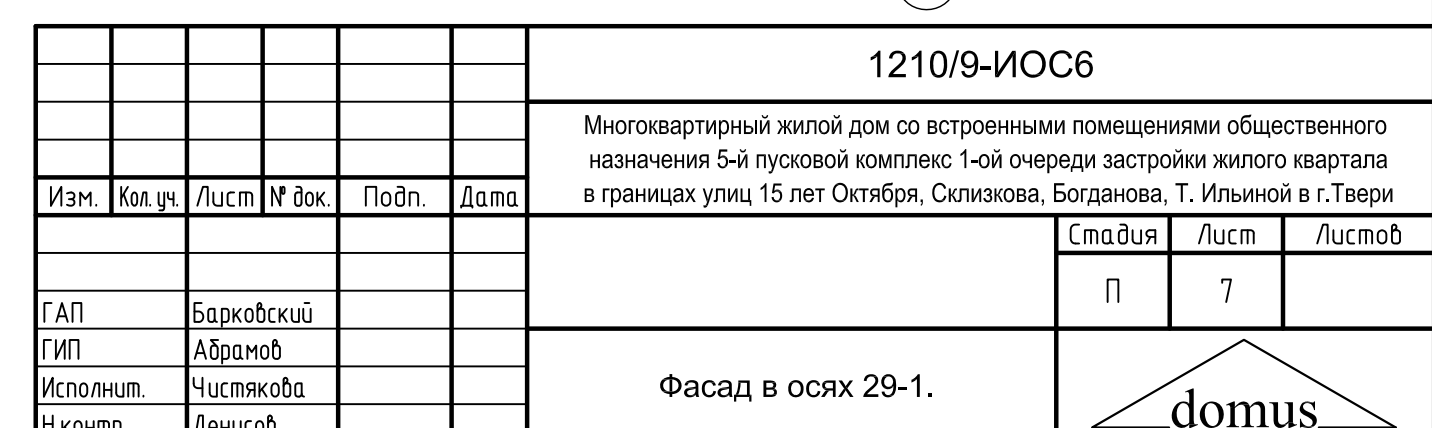 1210/9-ИОС6
Многоквартирный жилой дом со встроенными помещениями общественного
назначения 5-й пусковой комплекс 1-ой очереди застройки жилого квартала
в границах улиц 15 лет Октября, Склизкова, Богданова, Т. Ильиной в г.Твери
Изм. Кол. уч. Лист № док. Подп. Дата
Стадия Лист Листов
П 7
ГАП Барковский
ГИП Абрамов
Исполнит. Чистякова
Фасад в осях 29-1.
Н.контр. Денисов
domus